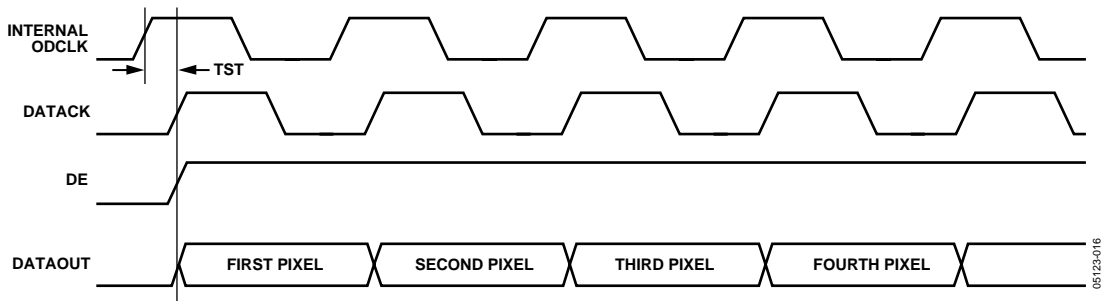 INTERNAL
ODCLK
TST
DATACK
DE
DATAOUT
FIRST PIXEL
SECOND PIXEL
THIRD PIXEL
FOURTH PIXEL
05123-016